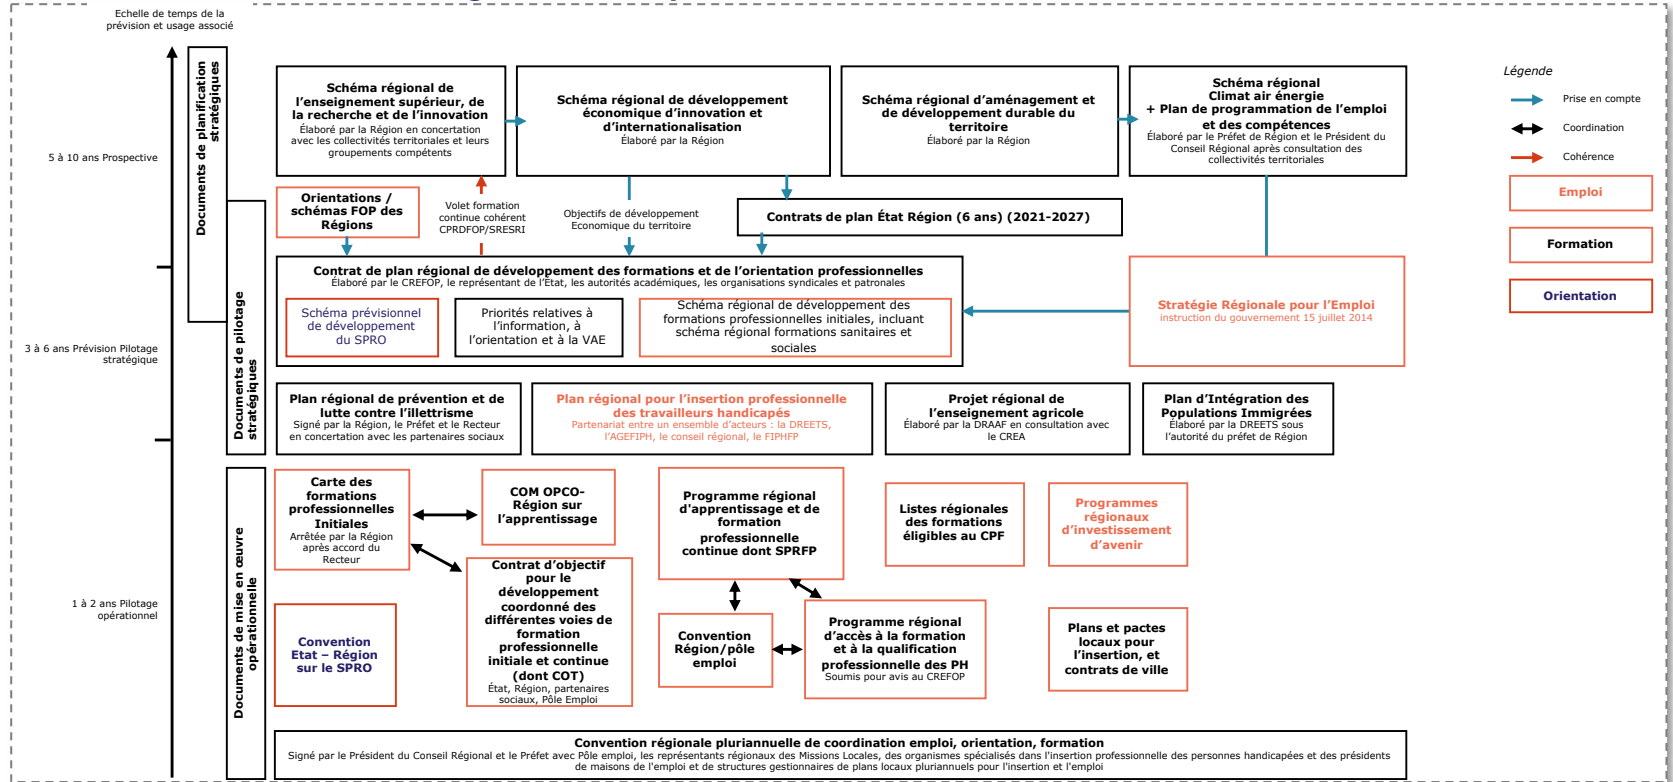 Echelle de temps de la
prévision et usage associé
Documents de planification
stratégiques
5 à 10 ans Prospective
Schéma régional de
l'enseignement supérieur, de
la recherche et de l'innovation
Élaboré par la Région en concertation
avec les collectivités territoriales et leurs
groupements compétents
Schéma régional de développement
économique d'innovation et
d'internationalisation
Élaboré par la Région
Schéma régional d'aménagement et
de développement durable du
territoire
Élaboré par la Région
Schéma régional
Climat air énergie
+ Plan de programmation de l'emploi
et des compétences
Élaboré par le Préfet de Région et le Président du
Conseil Régional après consultation des
collectivités territoriales
Légende
Prise en compte
Coordination
Cohérence
Emploi
Formation
Orientation
Orientations /
schémas FOP des
Régions
Volet formation
continue cohérent
CPRDFOP/SRESRI
Objectifs de développement
Economique du territoire
Contrats de plan État Région (6 ans) (2021-2027)
Documents de pilotage
stratégiques
3 à 6 ans Prévision Pilotage
stratégique
Contrat de plan régional de développement des formations et de l'orientation professionnelles
Élaboré par le CREFOP, le représentant de l'État, les autorités académiques, les organisations syndicales et patronales
Schéma prévisionnel
de développement
du SPRO
Priorités relatives à
l'information, à
l'orientation et à la VAE
Schéma régional de développement des
formations professionnelles initiales, incluant
schéma régional formations sanitaires et
sociales
Stratégie Régionale pour l'Emploi
instruction du gouvernement 15 juillet 2014
Plan régional de prévention et de
lutte contre l'illettrisme
Signé par la Région, le Préfet et le Recteur
en concertation avec les partenaires sociaux
Plan régional pour l'insertion professionnelle
des travailleurs handicapés
Partenariat entre un ensemble d'acteurs : la DREETS,
l'AGEFIPH, le conseil régional, le FIPHFP
Projet régional de
l'enseignement agricole
Élaboré par la DRAAF en consultation avec
le CREA
Plan d'Intégration des
Populations Immigrées
Élaboré par la DREETS sous
l'autorité du préfet de Région
Documents de mise en œuvre
opérationnelle
1 à 2 ans Pilotage
opérationnel
Carte des
formations
professionnelles
Initiales
Arrêtée par la Région
après accord du
Recteur
COM OPCO-
Région sur
l'apprentissage
Programme régional
d'apprentissage et de
formation
professionnelle
continue dont SPRFP
Listes régionales
des formations
éligibles au CPF
Programmes
régionaux
d'investissement
d'avenir
Convention
Etat – Région
sur le SPRO
Contrat d'objectif
pour le
développement
coordonné des
différentes voies de
formation
professionnelle
initiale et continue
(dont COT)
État, Région, partenaires
sociaux, Pôle Emploi
Convention
Région/pôle
emploi
Programme régional
d'accès à la formation
et à la qualification
professionnelle des PH
Soumis pour avis au CREFOP
Plans et pactes
locaux pour
l'insertion, et
contrats de ville
Convention régionale pluriannuelle de coordination emploi, orientation, formation
Signé par le Président du Conseil Régional et le Préfet avec Pôle emploi, les représentants régionaux des Missions Locales, des organismes spécialisés dans l'insertion professionnelle des personnes handicapées et des présidents
de maisons de l'emploi et de structures gestionnaires de plans locaux pluriannuels pour l'insertion et l'emploi